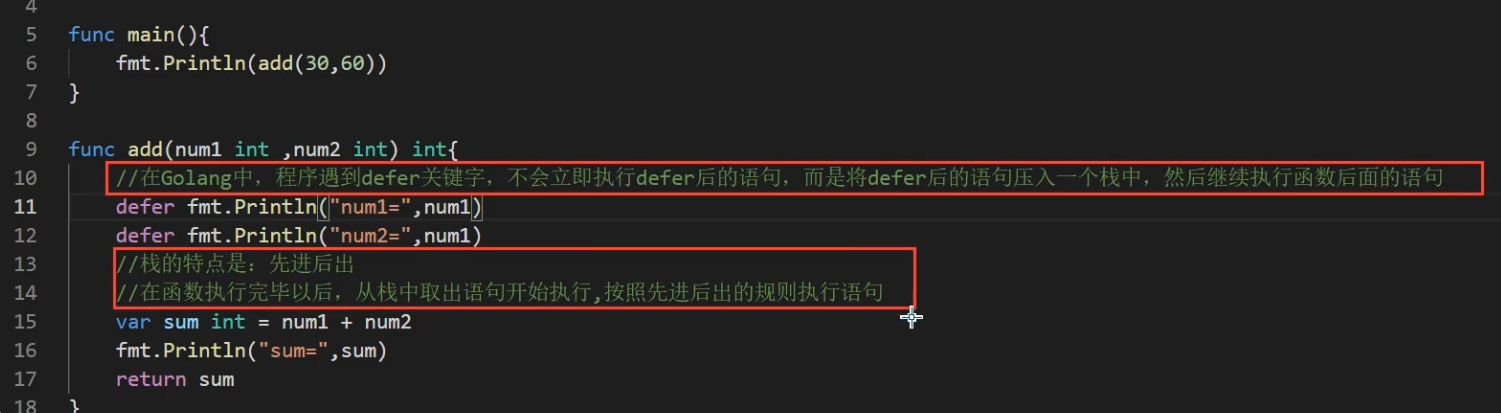 4
5 func main(){
6     fmt.Println(add(30,60))
7 }
8
9 func add(num1 int ,num2 int) int{
10     //在Golang中，程序遇到defer关键字，不会立即执行defer后的语句，而是将defer后的语句压入一个栈中，然后继续执行函数后面的语句
11     defer fmt.Println("num1=",num1)
12     defer fmt.Println("num2=",num1)
13     //栈的特点是：先进后出
14     //在函数执行完毕以后，从栈中取出语句开始执行,按照先进后出的规则执行语句
15     var sum int = num1 + num2
16     fmt.Println("sum=",sum)
17     return sum
18 }